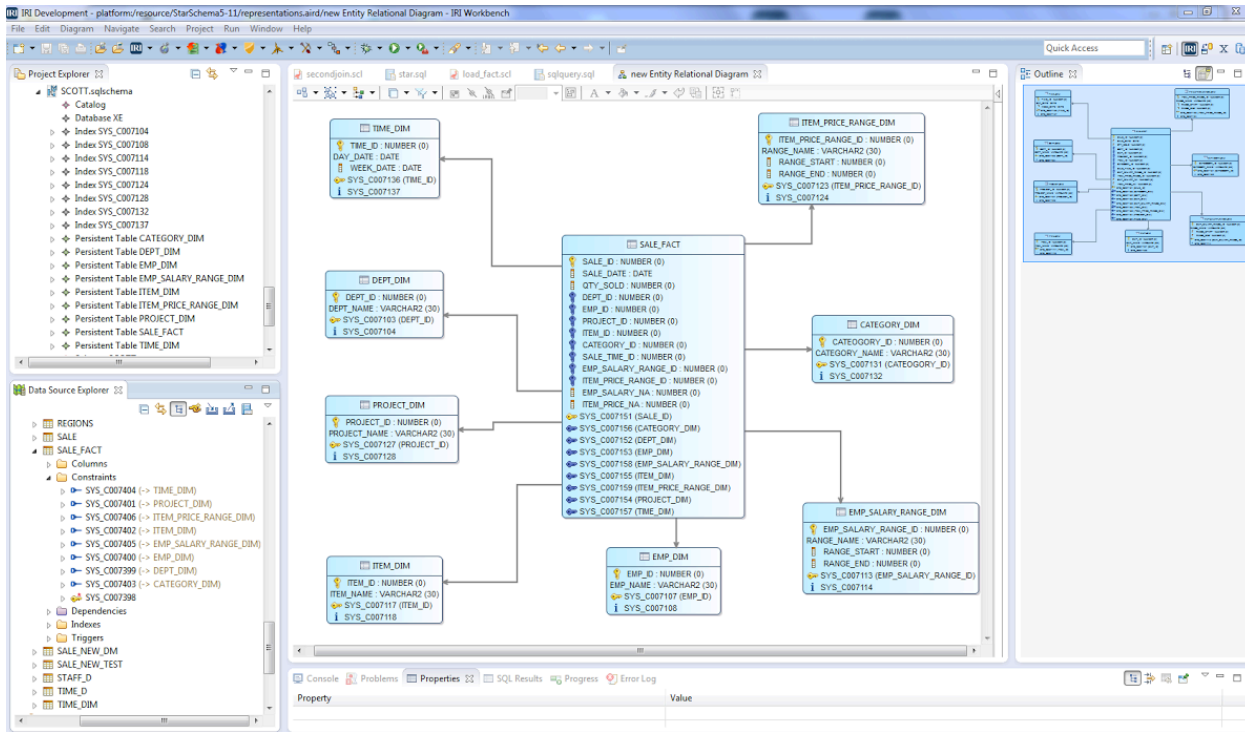 IRI Development - platform:/resource/StarSchema5-11/representations.aird/new Entity Relational Diagram - IRI Workbench
File Edit Diagram Navigate Search Project Run Window Help
Quick Access
Project Explorer
SCOTT.sqlschema
Catalog
Database XE
Index SYS_C007104
Index SYS_C007108
Index SYS_C007114
Index SYS_C007118
Index SYS_C007124
Index SYS_C007128
Index SYS_C007132
Index SYS_C007137
Persistent Table CATEGORY_DIM
Persistent Table DEPT_DIM
Persistent Table EMP_DIM
Persistent Table EMP_SALARY_RANGE_DIM
Persistent Table ITEM_DIM
Persistent Table ITEM_PRICE_RANGE_DIM
Persistent Table PROJECT_DIM
Persistent Table SALE_FACT
Persistent Table TIME_DIM
Data Source Explorer
REGIONS
SALE
SALE_FACT
Columns
Constraints
SYS_C007404 (-> TIME_DIM)
SYS_C007401 (-> PROJECT_DIM)
SYS_C007406 (-> ITEM_PRICE_RANGE_DIM)
SYS_C007402 (-> ITEM_DIM)
SYS_C007405 (-> EMP_SALARY_RANGE_DIM)
SYS_C007400 (-> EMP_DIM)
SYS_C007399 (-> DEPT_DIM)
SYS_C007403 (-> CATEGORY_DIM)
SYS_C007398
Dependencies
Indexes
Triggers
SALE_NEW_DM
SALE_NEW_TEST
STAFF_D
TIME_D
TIME_DIM
secondjoin.scl star.sql load_fact.scl sqlquery.sql new Entity Relational Diagram
TIME_DIM
TIME_ID : NUMBER (0)
DAY_DATE : DATE
WEEK_DATE : DATE
SYS_C007136 (TIME_ID)
SYS_C007137
DEPT_DIM
DEPT_ID : NUMBER (0)
DEPT_NAME : VARCHAR2 (30)
SYS_C007103 (DEPT_ID)
SYS_C007104
PROJECT_DIM
PROJECT_ID : NUMBER (0)
PROJECT_NAME : VARCHAR2 (30)
SYS_C007127 (PROJECT_ID)
SYS_C007128
ITEM_DIM
ITEM_ID : NUMBER (0)
ITEM_NAME : VARCHAR2 (30)
SYS_C007117 (ITEM_ID)
SYS_C007118
SALE_FACT
SALE_ID : NUMBER (0)
SALE_DATE : DATE
QTY_SOLD : NUMBER (0)
DEPT_ID : NUMBER (0)
EMP_ID : NUMBER (0)
PROJECT_ID : NUMBER (0)
ITEM_ID : NUMBER (0)
CATEGORY_ID : NUMBER (0)
SALE_TIME_ID : NUMBER (0)
EMP_SALARY_RANGE_ID : NUMBER (0)
ITEM_PRICE_RANGE_ID : NUMBER (0)
EMP_SALARY_NA : NUMBER (0)
ITEM_PRICE_NA : NUMBER (0)
SYS_C007151 (SALE_ID)
SYS_C007156 (CATEGORY_DIM)
SYS_C007152 (DEPT_DIM)
SYS_C007153 (EMP_DIM)
SYS_C007158 (EMP_SALARY_RANGE_DIM)
SYS_C007155 (ITEM_DIM)
SYS_C007159 (ITEM_PRICE_RANGE_DIM)
SYS_C007154 (PROJECT_DIM)
SYS_C007157 (TIME_DIM)
EMP_DIM
EMP_ID : NUMBER (0)
EMP_NAME : VARCHAR2 (30)
SYS_C007107 (EMP_ID)
SYS_C007108
ITEM_PRICE_RANGE_DIM
ITEM_PRICE_RANGE_ID : NUMBER (0)
RANGE_NAME : VARCHAR2 (30)
RANGE_START : NUMBER (0)
RANGE_END : NUMBER (0)
SYS_C007123 (ITEM_PRICE_RANGE_ID)
SYS_C007124
CATEGORY_DIM
CATEOGORY_ID : NUMBER (0)
CATEGORY_NAME : VARCHAR2 (30)
SYS_C007131 (CATEOGORY_ID)
SYS_C007132
EMP_SALARY_RANGE_DIM
EMP_SALARY_RANGE_ID : NUMBER (0)
RANGE_NAME : VARCHAR2 (30)
RANGE_START : NUMBER (0)
RANGE_END : NUMBER (0)
SYS_C007113 (EMP_SALARY_RANGE_ID)
SYS_C007114
Outline
Console Problems Properties SQL Results Progress Error Log
Property Value